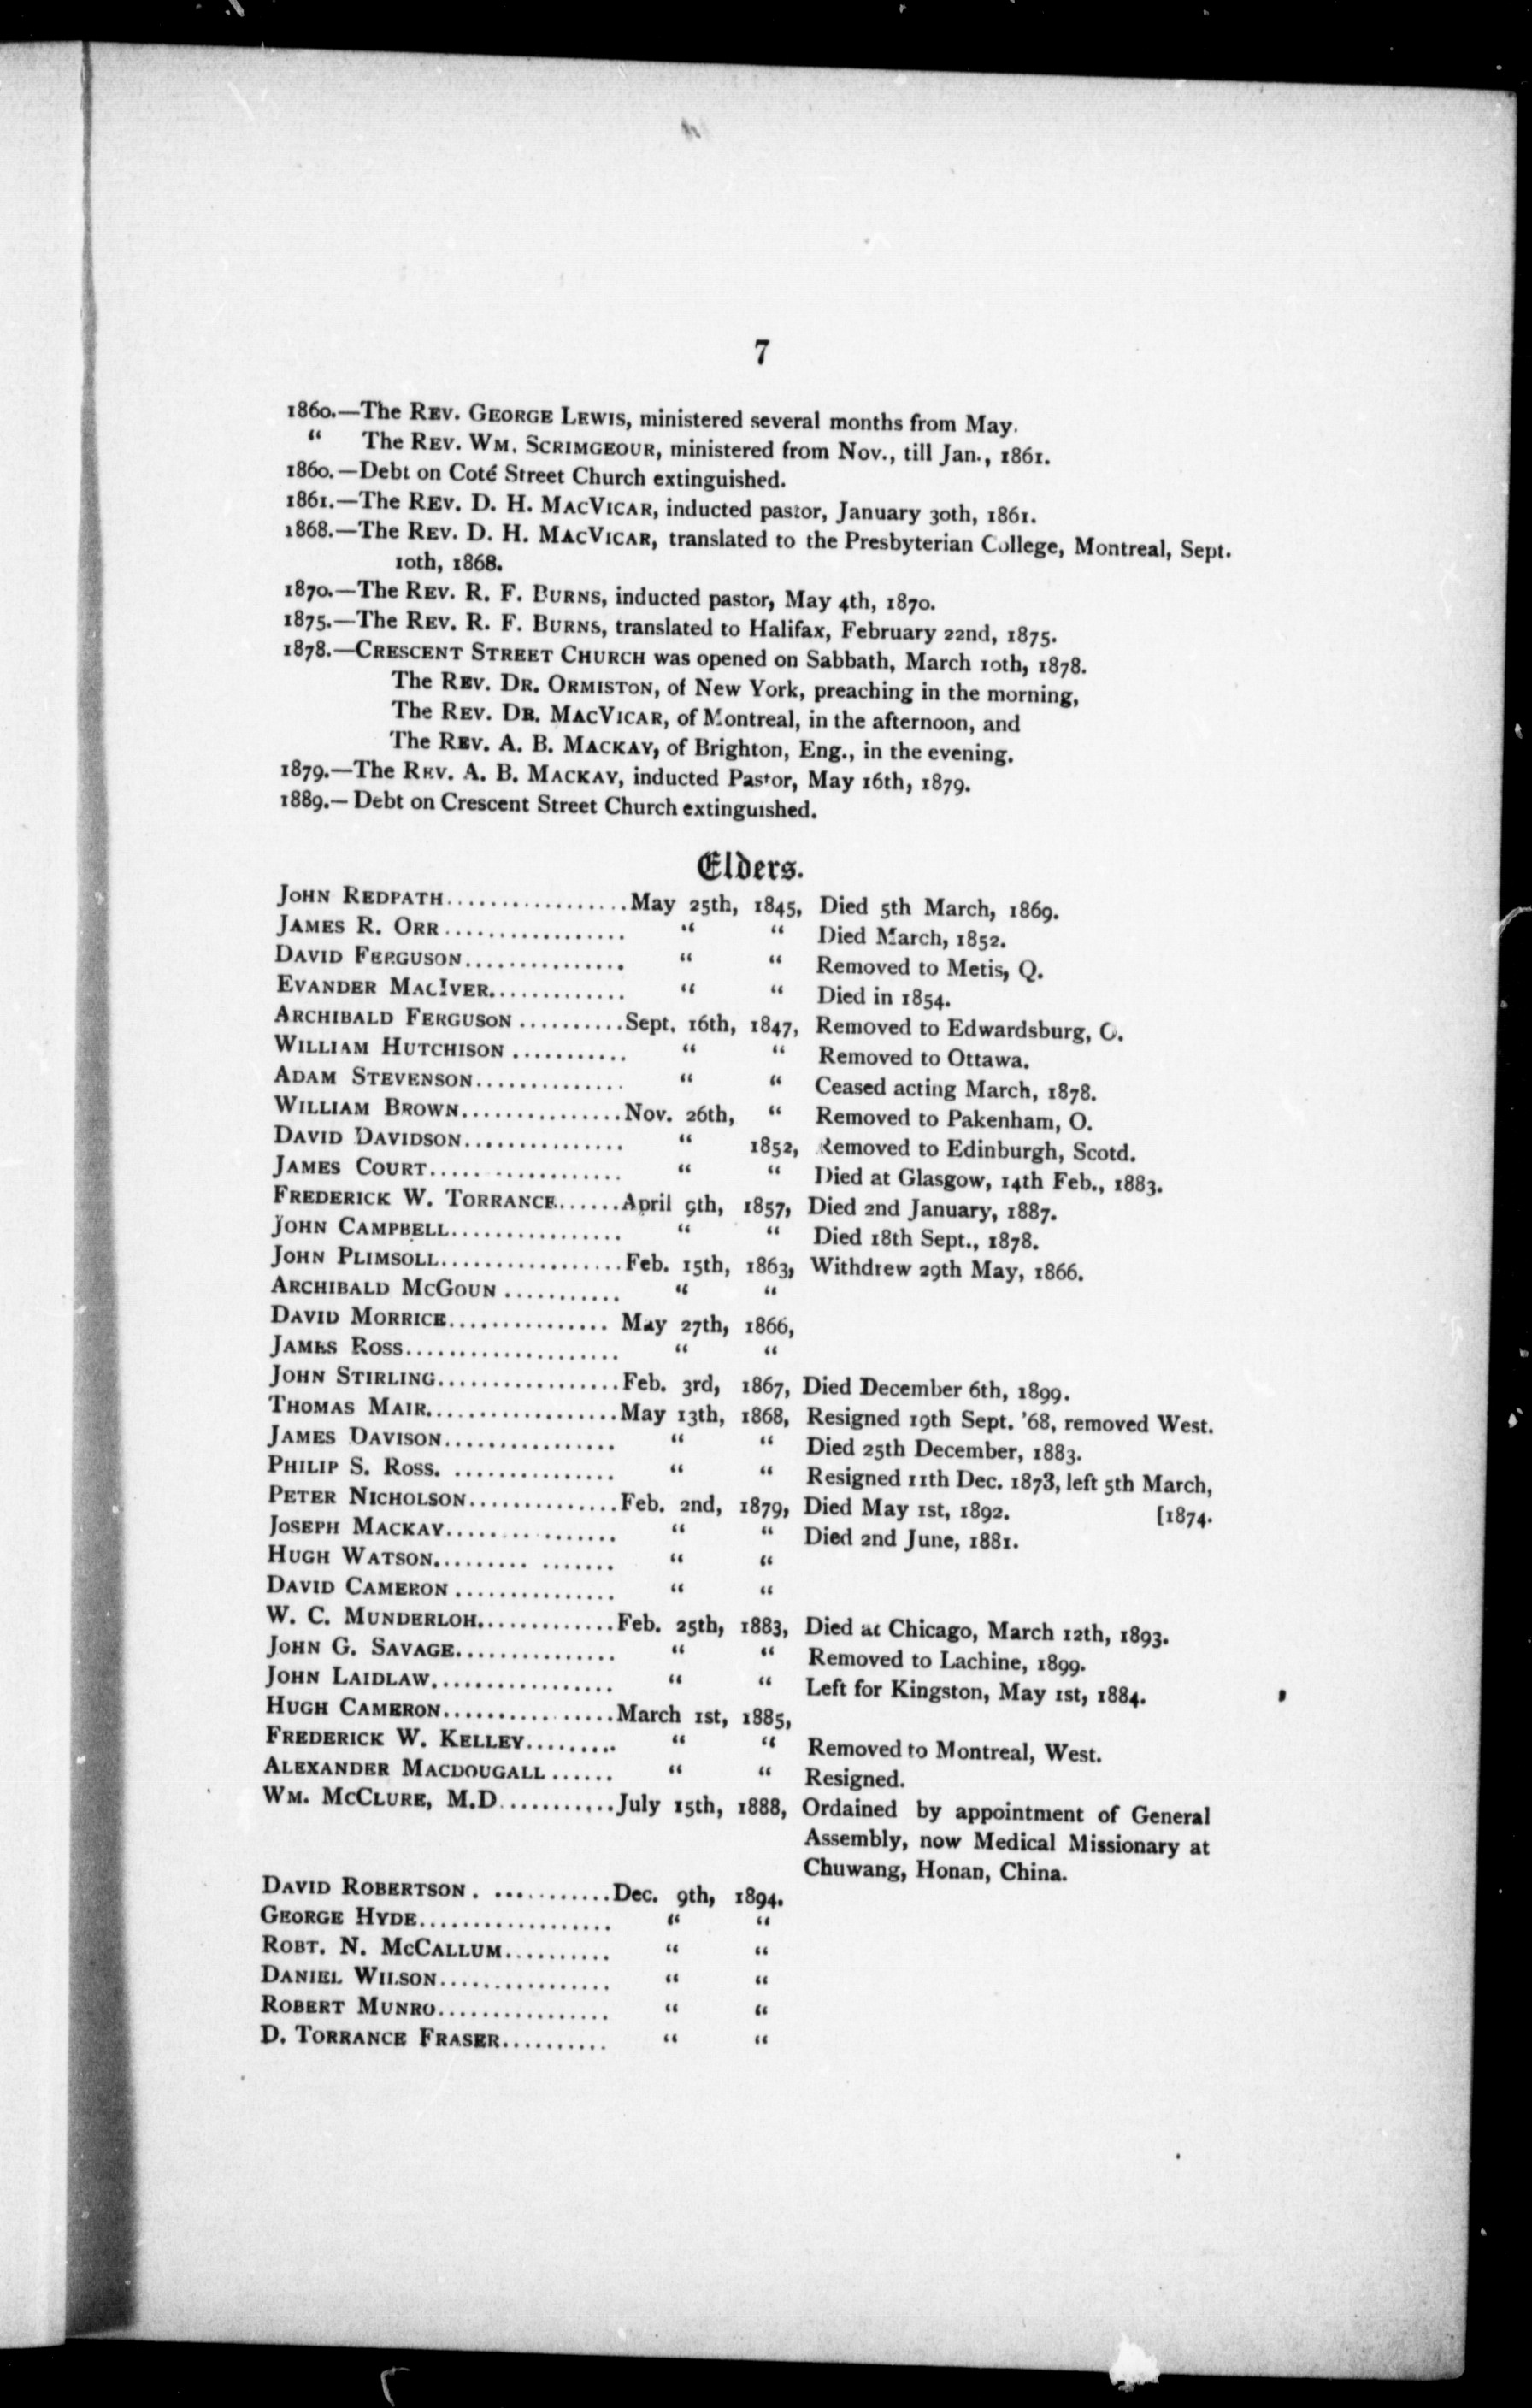 7
1860.—The Rev. George Lewis, ministered several months from May.
“ The Rev. Wm. Scrimgeour, ministered from Nov., till Jan., 1861.
1860.—Debt on Coté Street Church extinguished.
1861.—The Rev. D. H. MacVicar, inducted pastor, January 30th, 1861.
1868.—The Rev. D. H. MacVicar, translated to the Presbyterian College, Montreal, Sept.
10th, 1868.
1870.—The Rev. R. F. Burns, inducted pastor, May 4th, 1870.
1875.—The Rev. R. F. Burns, translated to Halifax, February 22nd, 1875.
1878.—Crescent Street Church was opened on Sabbath, March 10th, 1878.
The Rev. Dr. Ormiston, of New York, preaching in the morning,
The Rev. Dr. MacVicar, of Montreal, in the afternoon, and
The Rev. A. B. Mackay, of Brighton, Eng., in the evening.
1879.—The Rev. A. B. Mackay, inducted Pastor, May 16th, 1879.
1889.—Debt on Crescent Street Church extinguished.
Elders.
John Redpath.................May 25th, 1845, Died 5th March, 1869.
James R. Orr................. “ “ Died March, 1852.
David Ferguson............... “ “ Removed to Metis, Q.
Evander MacIver............. “ “ Died in 1854.
Archibald Ferguson ..........Sept. 16th, 1847, Removed to Edwardsburg, O.
William Hutchison ........... “ “ Removed to Ottawa.
Adam Stevenson.............. “ “ Ceased acting March, 1878.
William Brown...............Nov. 26th, “ Removed to Pakenham, O.
David Davidson............... “ 1852, Removed to Edinburgh, Scotd.
James Court.................. “ “ Died at Glasgow, 14th Feb., 1883.
Frederick W. Torrance......April 9th, 1857, Died 2nd January, 1887.
John Campbell................ “ “ Died 18th Sept., 1878.
John Plimsoll.................Feb. 15th, 1863, Withdrew 29th May, 1866.
Archibald McGoun ........... “ “
David Morrice............... May 27th, 1866,
James Ross.................... “ “
John Stirling.................Feb. 3rd, 1867, Died December 6th, 1899.
Thomas Mair..................May 13th, 1868, Resigned 19th Sept. '68, removed West.
James Davison................ “ “ Died 25th December, 1883.
Philip S. Ross. ............... “ “ Resigned 11th Dec. 1873, left 5th March,
Peter Nicholson..............Feb. 2nd, 1879, Died May 1st, 1892. [1874.
Joseph Mackay................ “ “ Died 2nd June, 1881.
Hugh Watson................ “ “
David Cameron ............... “ “
W. C. Munderloh.............Feb. 25th, 1883, Died at Chicago, March 12th, 1893.
John G. Savage............... “ “ Removed to Lachine, 1899.
John Laidlaw................. “ “ Left for Kingston, May 1st, 1884.
Hugh Cameron................March 1st, 1885,
Frederick W. Kelley......... “ “ Removed to Montreal, West.
Alexander Macdougall ...... “ “ Resigned.
Wm. McClure, M.D ...........July 15th, 1888, Ordained by appointment of General
Assembly, now Medical Missionary at
Chuwang, Honan, China.
David Robertson . ...........Dec. 9th, 1894.
George Hyde.................. “ “
Robt. N. McCallum.......... “ “
Daniel Wilson................ “ “
Robert Munro................ “ “
D. Torrance Fraser.......... “ “